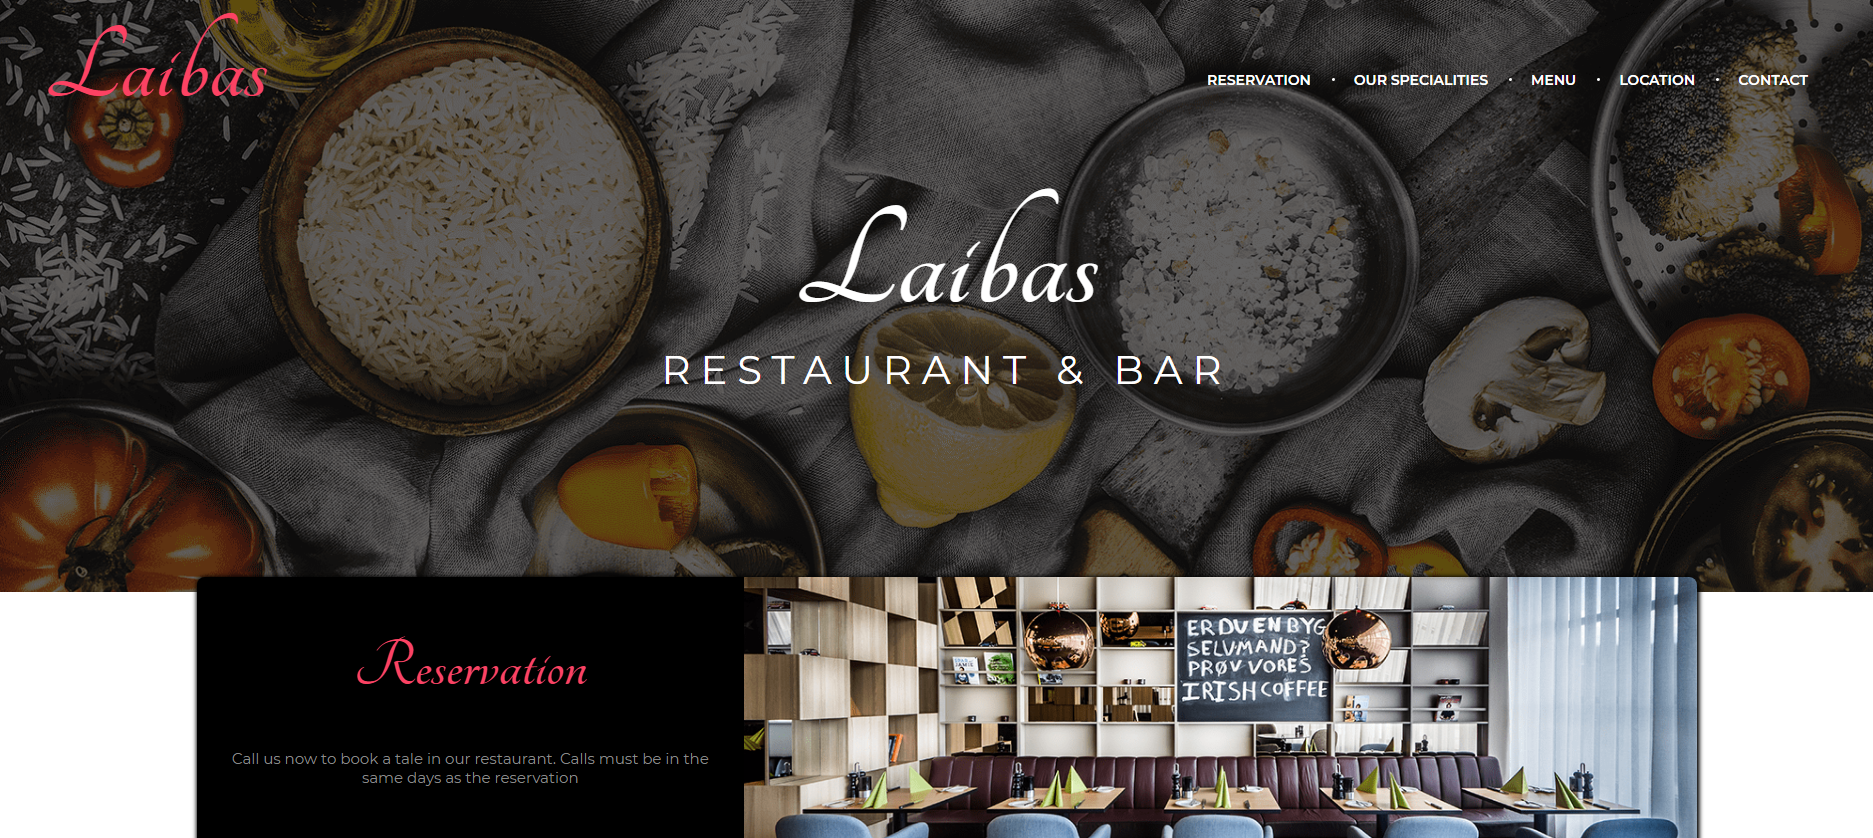 Laibas
RESERVATION • OUR SPECIALITIES • MENU • LOCATION • CONTACT
Laibas
RESTAURANT & BAR
Reservation
Call us now to book a tale in our restaurant. Calls must be in the
same days as the reservation
ER DU EN BYG
SELVMAND?
PRØV VORES
IRISH COFFEE